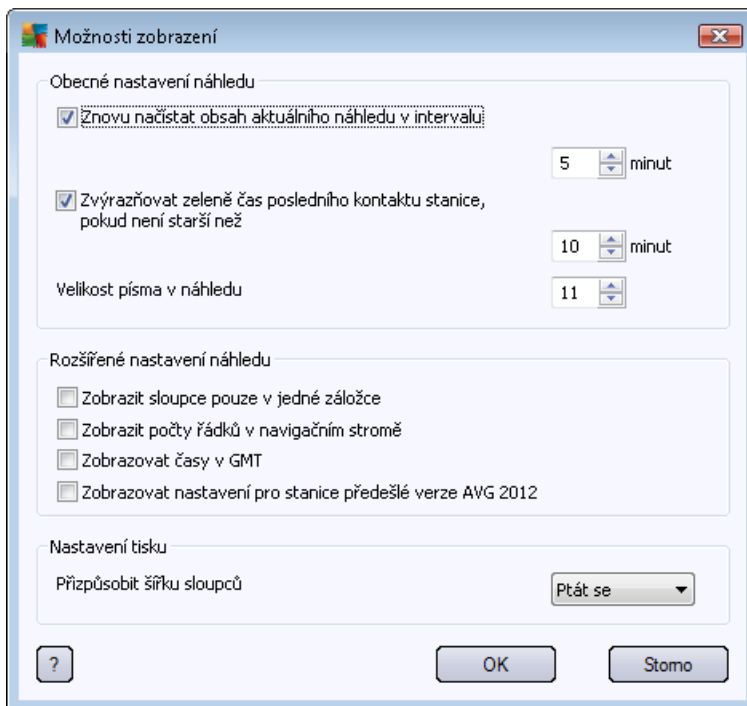 Možnosti zobrazení
Obecné nastavení náhledu
Znovu načístat obsah aktuálního náhledu v intervalu
5 minut
Zvýrazňovat zeleně čas posledního kontaktu stanice,
pokud není starší než
10 minut
Velikost písma v náhledu 11
Rozšířené nastavení náhledu
Zobrazit sloupce pouze v jedné záložce
Zobrazit počty řádků v navigačním stromě
Zobrazovat časy v GMT
Zobrazovat nastavení pro stanice předešlé verze AVG 2012
Nastavení tisku
Přizpůsobit šířku sloupců Ptát se
? OK Storno